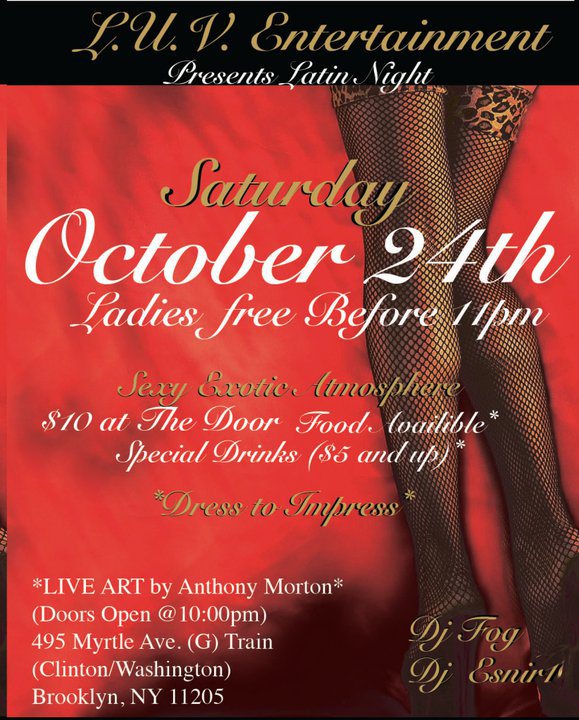 L.U.V. Entertainment
Presents Latin Night
Saturday
October 24th
Ladies free Before 11pm
Sexy Exotic Atmosphere
$10 at The Door Food Availible*
Special Drinks ($5 and up)*
*Dress to Impress*
*LIVE ART by Anthony Morton*
(Doors Open @10:00pm)
495 Myrtle Ave. (G) Train
(Clinton/Washington)
Brooklyn, NY 11205
Dj Fog
Dj Esnir1